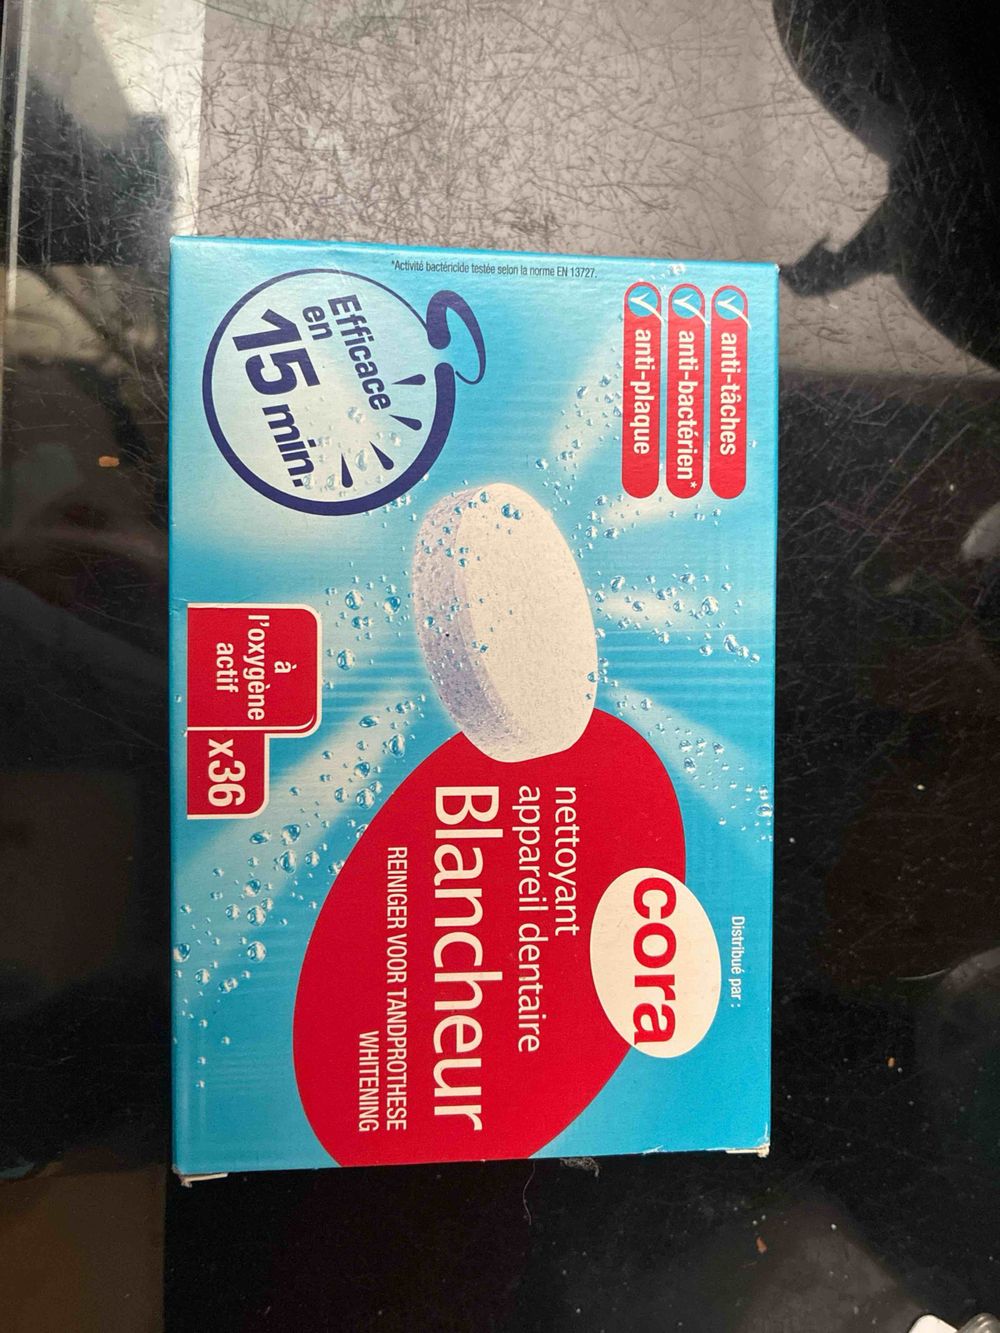 Distribué par :
cora
nettoyant
appareil dentaire
Blancheur
REINIGER VOOR TANDPROTHESE
WHITENING
anti-tâches
anti-bactérien*
anti-plaque
Efficace
en
15 min.
à
l'oxygène
actif
x36
*Activité bactéricide testée selon la norme EN 13727.